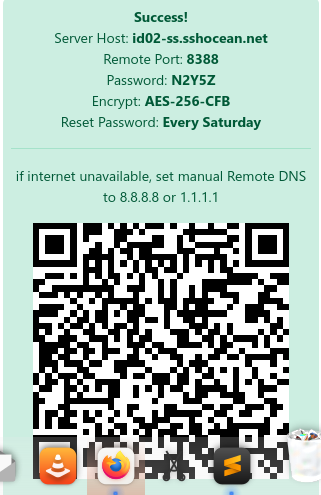 Success!
Server Host: id02-ss.sshocean.net
Remote Port: 8388
Password: N2Y5Z
Encrypt: AES-256-CFB
Reset Password: Every Saturday
if internet unavailable, set manual Remote DNS
to 8.8.8.8 or 1.1.1.1